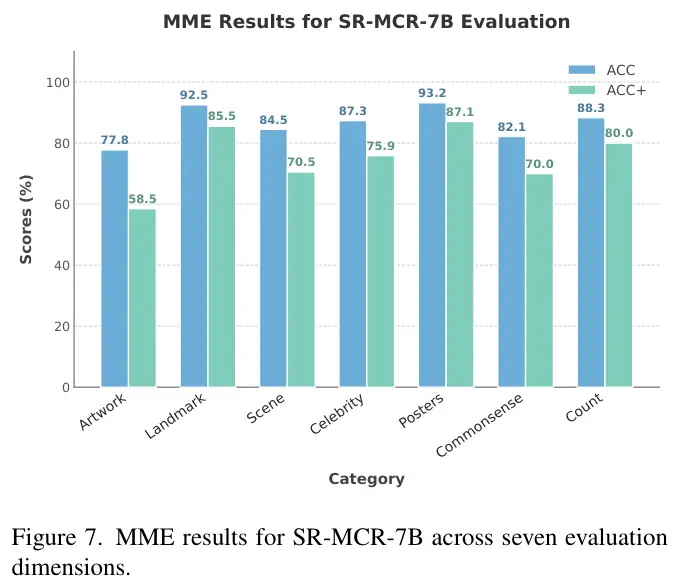 MME Results for SR-MCR-7B Evaluation
ACC
ACC+
Scores (%)
100
80
60
40
20
0
77.8
58.5
92.5
85.5
84.5
70.5
87.3
75.9
93.2
87.1
82.1
70.0
88.3
80.0
Artwork
Landmark
Scene
Celebrity
Posters
Commonsense
Count
Category
Figure 7. MME results for SR-MCR-7B across seven evaluation
dimensions.